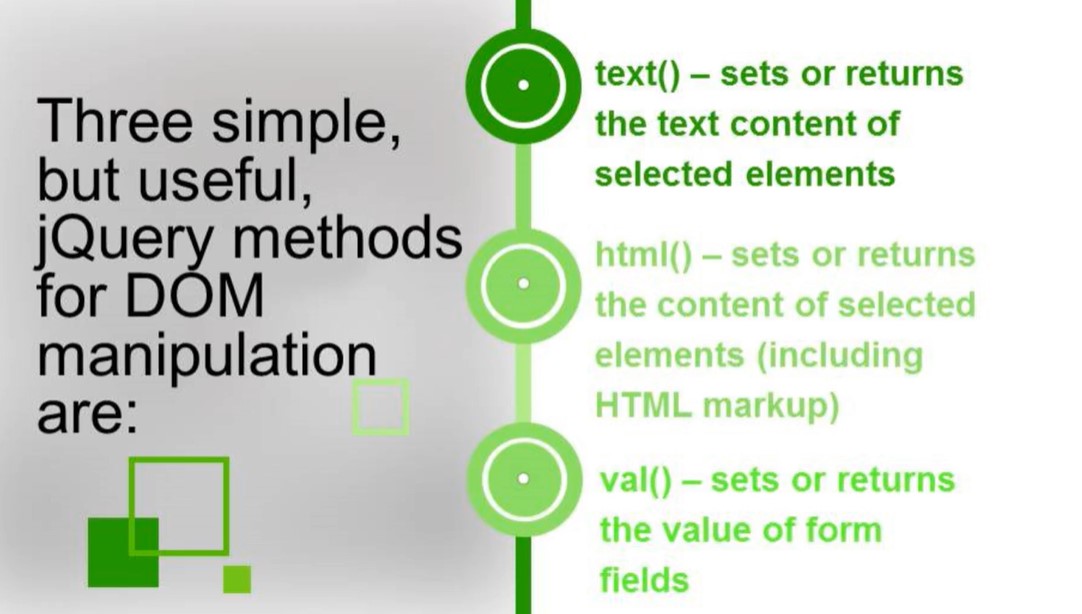 Three simple,
but useful,
jQuery methods
for DOM
manipulation
are:
text() – sets or returns
the text content of
selected elements
html() – sets or returns
the content of selected
elements (including
HTML markup)
val() – sets or returns
the value of form
fields